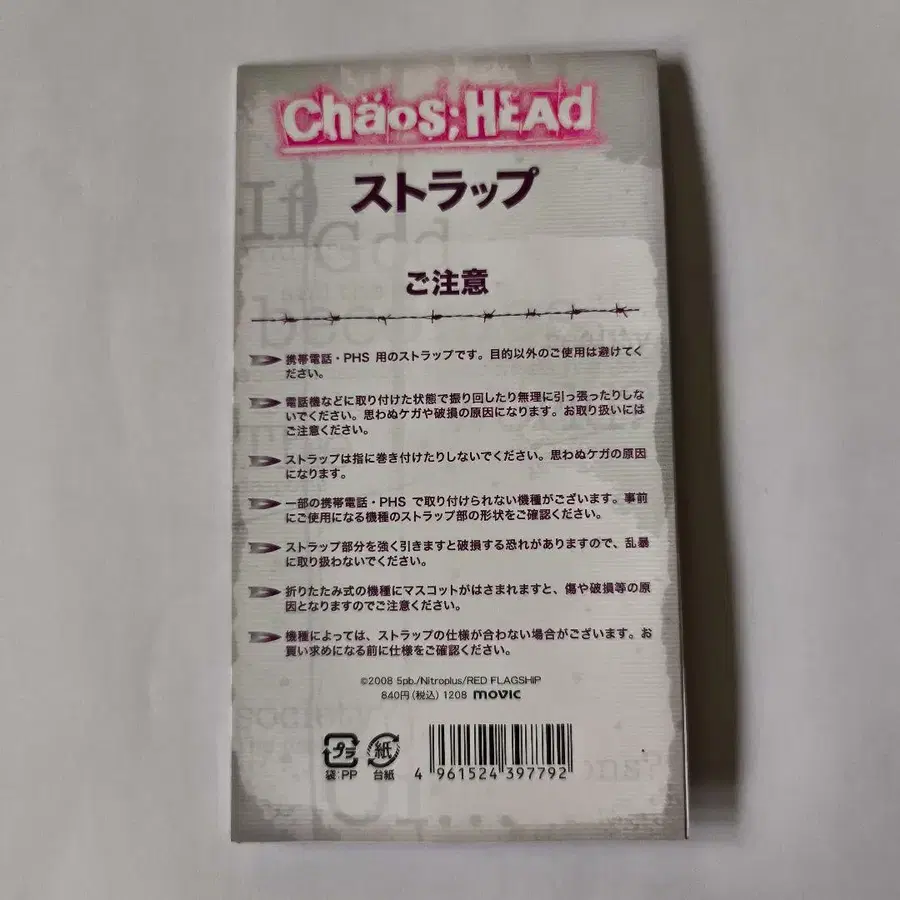 Chäos;HEAd
ストラップ
ご注意
携帯電話・PHS 用のストラップです。目的以外のご使用は避けてく
ださい。
電話機などに取り付けた状態で振り回したり無理に引っ張ったりしな
いでください。思わぬケガや破損の原因になります。お取り扱いには
ご注意ください。
ストラップは指に巻き付けたりしないでください。思わぬケガの原因
になります。
一部の携帯電話・PHS で取り付けられない機種がございます。事前
にご使用になる機種のストラップ部の形状をご確認ください。
ストラップ部分を強く引きますと破損する恐れがありますので、乱暴
に取り扱わないでください。
折りたたみ式の機種にマスコットがはさまれますと、傷や破損等の原
因となりますのでご注意ください。
機種によっては、ストラップの仕様が合わない場合がございます。お
買い求めになる前に仕様をご確認ください。
©2008 5pb./Nitroplus/RED FLAGSHIP
840円(税込) 1208 movic
プラ 紙
袋:PP 台紙 4 961524 397792
If
God
society